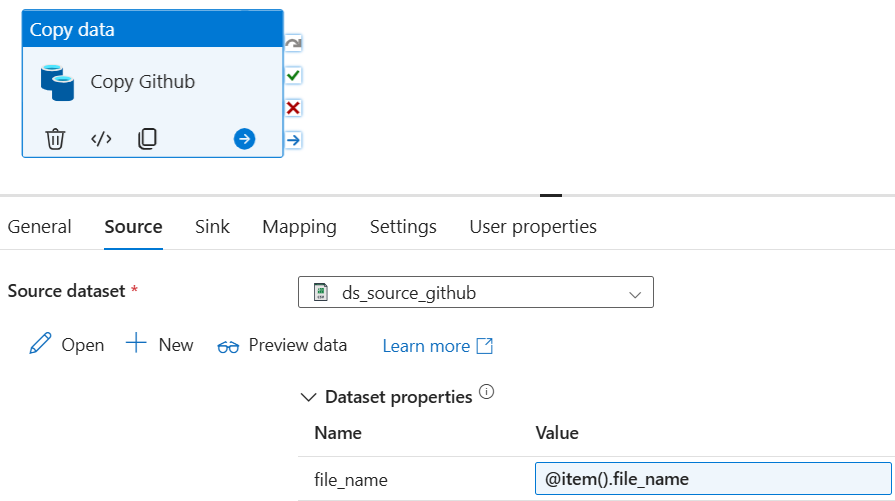 Copy data
Copy Github
General Source Sink Mapping Settings User properties
Source dataset * ds_source_github
Open New Preview data Learn more
Dataset properties
Name Value
file_name @item().file_name